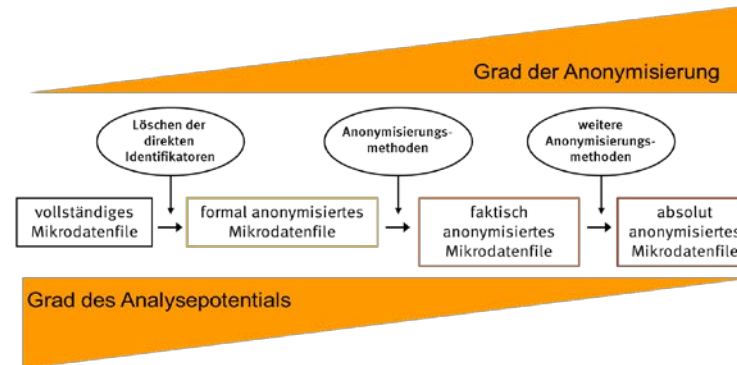 Grad der Anonymisierung
Löschen der
direkten
Identifikatoren
Anonymisierungs-
methoden
weitere
Anonymisierungs-
methoden
vollständiges
Mikrodatenfile
formal anonymisiertes
Mikrodatenfile
faktisch
anonymisiertes
Mikrodatenfile
absolut
anonymisiertes
Mikrodatenfile
Grad des Analysepotentials